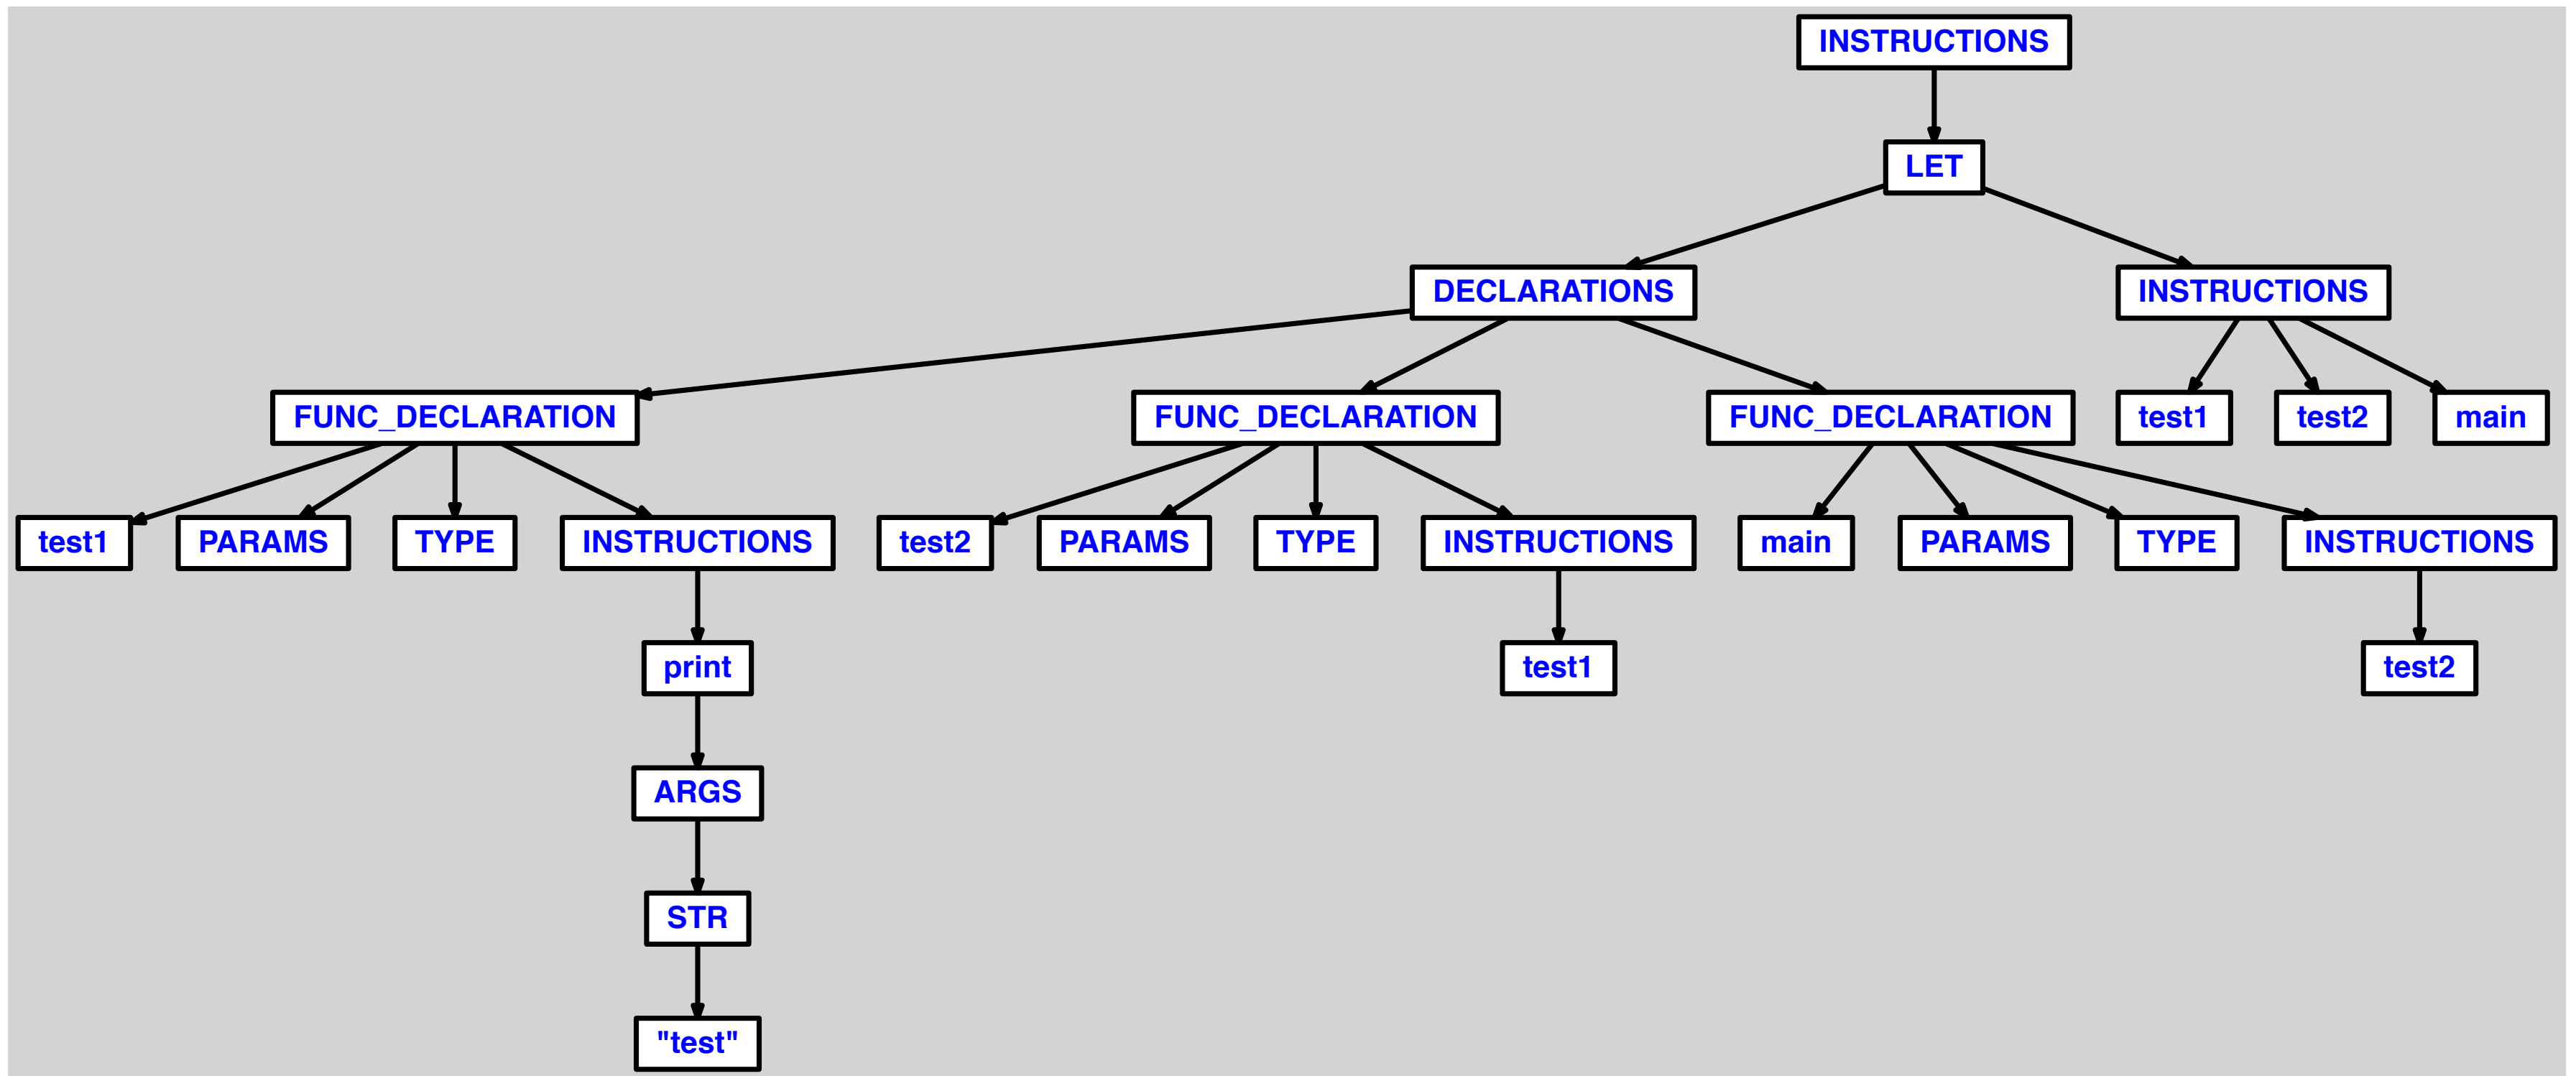 INSTRUCTIONS
LET
DECLARATIONS
INSTRUCTIONS
FUNC_DECLARATION
FUNC_DECLARATION
FUNC_DECLARATION
test1
test2
main
test1
PARAMS
TYPE
INSTRUCTIONS
test2
PARAMS
TYPE
INSTRUCTIONS
main
PARAMS
TYPE
INSTRUCTIONS
print
test1
test2
ARGS
STR
"test"